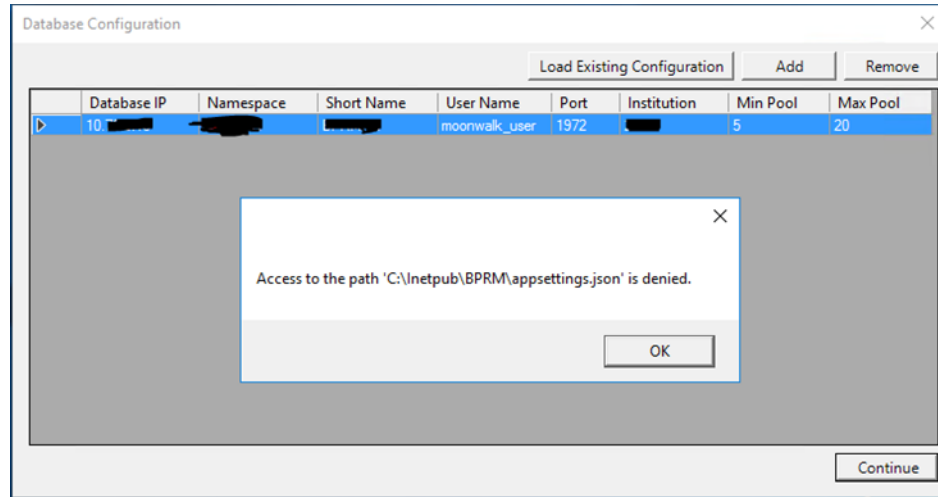 Database Configuration
Load Existing Configuration Add Remove
Database IP Namespace Short Name User Name Port Institution Min Pool Max Pool
10. moonwalk_user 1972 5 20
Access to the path 'C:\Inetpub\BPRM\appsettings.json' is denied.
OK
Continue